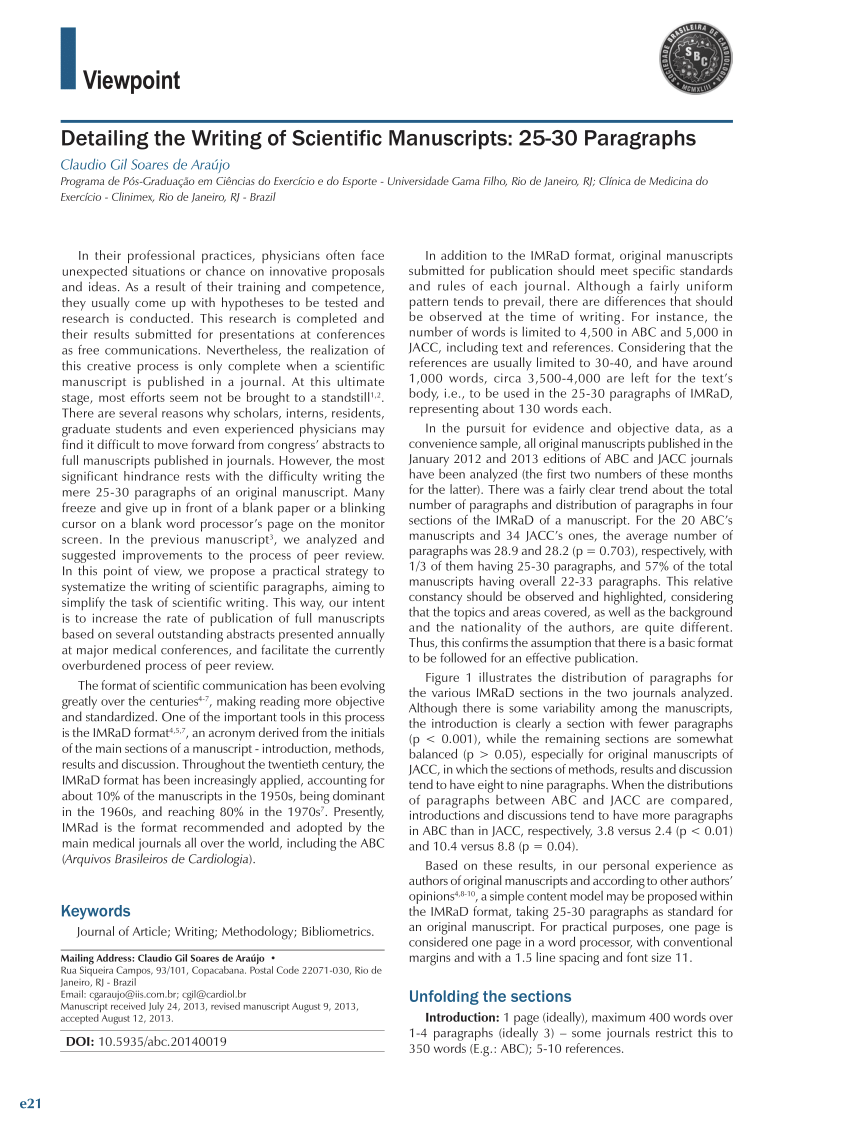 Viewpoint
SOCIEDADE BRASILEIRA DE CARDIOLOGIA
SBC
MCMXLIII
Detailing the Writing of Scientific Manuscripts: 25-30 Paragraphs
Claudio Gil Soares de Araújo
Programa de Pós-Graduação em Ciências do Exercício e do Esporte - Universidade Gama Filho, Rio de Janeiro, RJ; Clínica de Medicina do
Exercício - Clinimex, Rio de Janeiro, RJ - Brazil
In their professional practices, physicians often face
unexpected situations or chance on innovative proposals
and ideas. As a result of their training and competence,
they usually come up with hypotheses to be tested and
research is conducted. This research is completed and
their results submitted for presentations at conferences
as free communications. Nevertheless, the realization of
this creative process is only complete when a scientific
manuscript is published in a journal. At this ultimate
stage, most efforts seem not be brought to a standstill1,2.
There are several reasons why scholars, interns, residents,
graduate students and even experienced physicians may
find it difficult to move forward from congress’ abstracts to
full manuscripts published in journals. However, the most
significant hindrance rests with the difficulty writing the
mere 25-30 paragraphs of an original manuscript. Many
freeze and give up in front of a blank paper or a blinking
cursor on a blank word processor’s page on the monitor
screen. In the previous manuscript3, we analyzed and
suggested improvements to the process of peer review.
In this point of view, we propose a practical strategy to
systematize the writing of scientific paragraphs, aiming to
simplify the task of scientific writing. This way, our intent
is to increase the rate of publication of full manuscripts
based on several outstanding abstracts presented annually
at major medical conferences, and facilitate the currently
overburdened process of peer review.
The format of scientific communication has been evolving
greatly over the centuries4-7, making reading more objective
and standardized. One of the important tools in this process
is the IMRaD format4,5,7, an acronym derived from the initials
of the main sections of a manuscript - introduction, methods,
results and discussion. Throughout the twentieth century, the
IMRaD format has been increasingly applied, accounting for
about 10% of the manuscripts in the 1950s, being dominant
in the 1960s, and reaching 80% in the 1970s7. Presently,
IMRad is the format recommended and adopted by the
main medical journals all over the world, including the ABC
(Arquivos Brasileiros de Cardiologia).
Keywords
Journal of Article; Writing; Methodology; Bibliometrics.
Mailing Address: Claudio Gil Soares de Araújo •
Rua Siqueira Campos, 93/101, Copacabana. Postal Code 22071-030, Rio de
Janeiro, RJ - Brazil
Email: cgaraujo@iis.com.br; cgil@cardiol.br
Manuscript received July 24, 2013, revised manuscript August 9, 2013,
accepted August 12, 2013.
DOI: 10.5935/abc.20140019
In addition to the IMRaD format, original manuscripts
submitted for publication should meet specific standards
and rules of each journal. Although a fairly uniform
pattern tends to prevail, there are differences that should
be observed at the time of writing. For instance, the
number of words is limited to 4,500 in ABC and 5,000 in
JACC, including text and references. Considering that the
references are usually limited to 30-40, and have around
1,000 words, circa 3,500-4,000 are left for the text’s
body, i.e., to be used in the 25-30 paragraphs of IMRaD,
representing about 130 words each.
In the pursuit for evidence and objective data, as a
convenience sample, all original manuscripts published in the
January 2012 and 2013 editions of ABC and JACC journals
have been analyzed (the first two numbers of these months
for the latter). There was a fairly clear trend about the total
number of paragraphs and distribution of paragraphs in four
sections of the IMRaD of a manuscript. For the 20 ABC’s
manuscripts and 34 JACC’s ones, the average number of
paragraphs was 28.9 and 28.2 (p = 0.703), respectively, with
1/3 of them having 25-30 paragraphs, and 57% of the total
manuscripts having overall 22-33 paragraphs. This relative
constancy should be observed and highlighted, considering
that the topics and areas covered, as well as the background
and the nationality of the authors, are quite different.
Thus, this confirms the assumption that there is a basic format
to be followed for an effective publication.
Figure 1 illustrates the distribution of paragraphs for
the various IMRaD sections in the two journals analyzed.
Although there is some variability among the manuscripts,
the introduction is clearly a section with fewer paragraphs
(p < 0.001), while the remaining sections are somewhat
balanced (p > 0.05), especially for original manuscripts of
JACC, in which the sections of methods, results and discussion
tend to have eight to nine paragraphs. When the distributions
of paragraphs between ABC and JACC are compared,
introductions and discussions tend to have more paragraphs
in ABC than in JACC, respectively, 3.8 versus 2.4 (p < 0.01)
and 10.4 versus 8.8 (p = 0.04).
Based on these results, in our personal experience as
authors of original manuscripts and according to other authors’
opinions4,8-10, a simple content model may be proposed within
the IMRaD format, taking 25-30 paragraphs as standard for
an original manuscript. For practical purposes, one page is
considered one page in a word processor, with conventional
margins and with a 1.5 line spacing and font size 11.
Unfolding the sections
Introduction: 1 page (ideally), maximum 400 words over
1-4 paragraphs (ideally 3) – some journals restrict this to
350 words (E.g.: ABC); 5-10 references.
e21